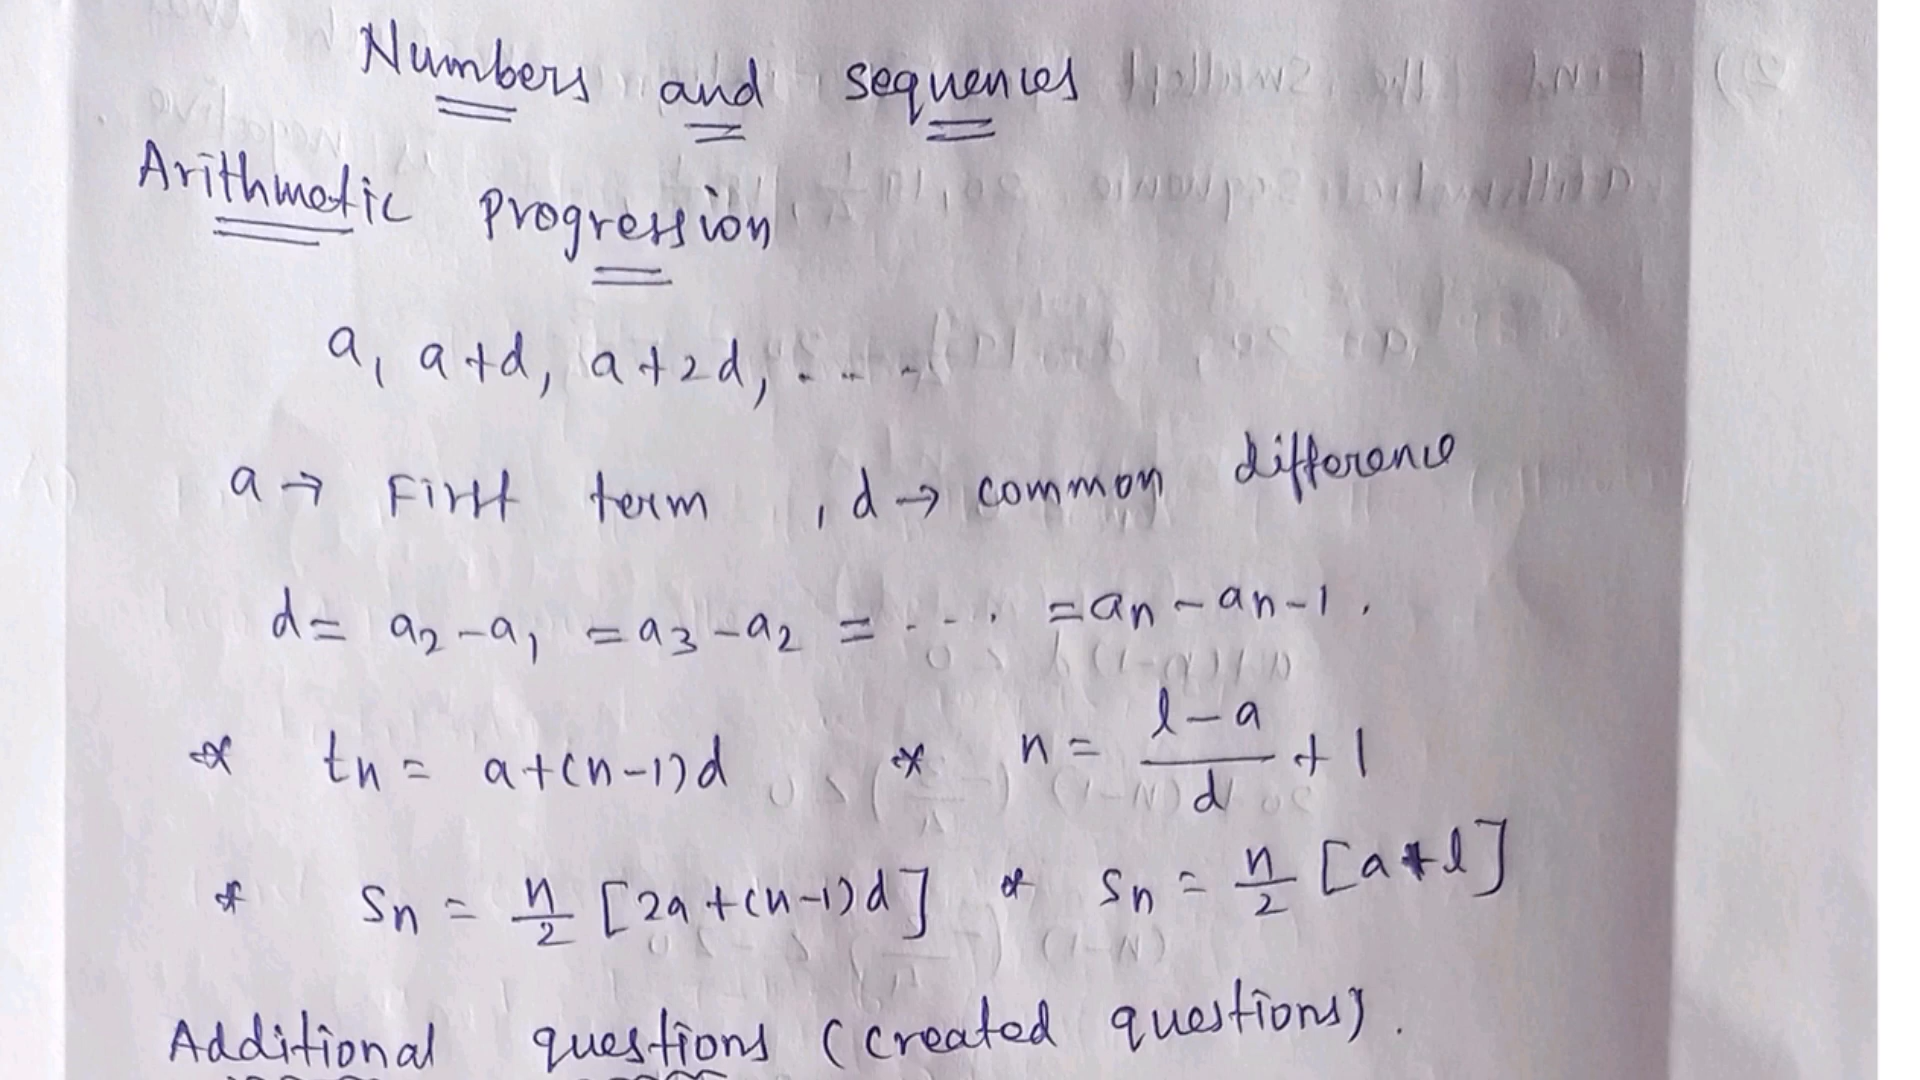 Numbers and sequences
Arithmetic progression
a, a+d, a+2d, ....
a → First term , d → common difference
d = a₂ - a₁ = a₃ - a₂ = .... = aₙ - aₙ₋₁.
* tₙ = a+(n-1)d * n = (l-a)/d + 1
* Sₙ = n/2 [2a+(n-1)d] * Sₙ = n/2 [a+l]
Additional questions (created questions).